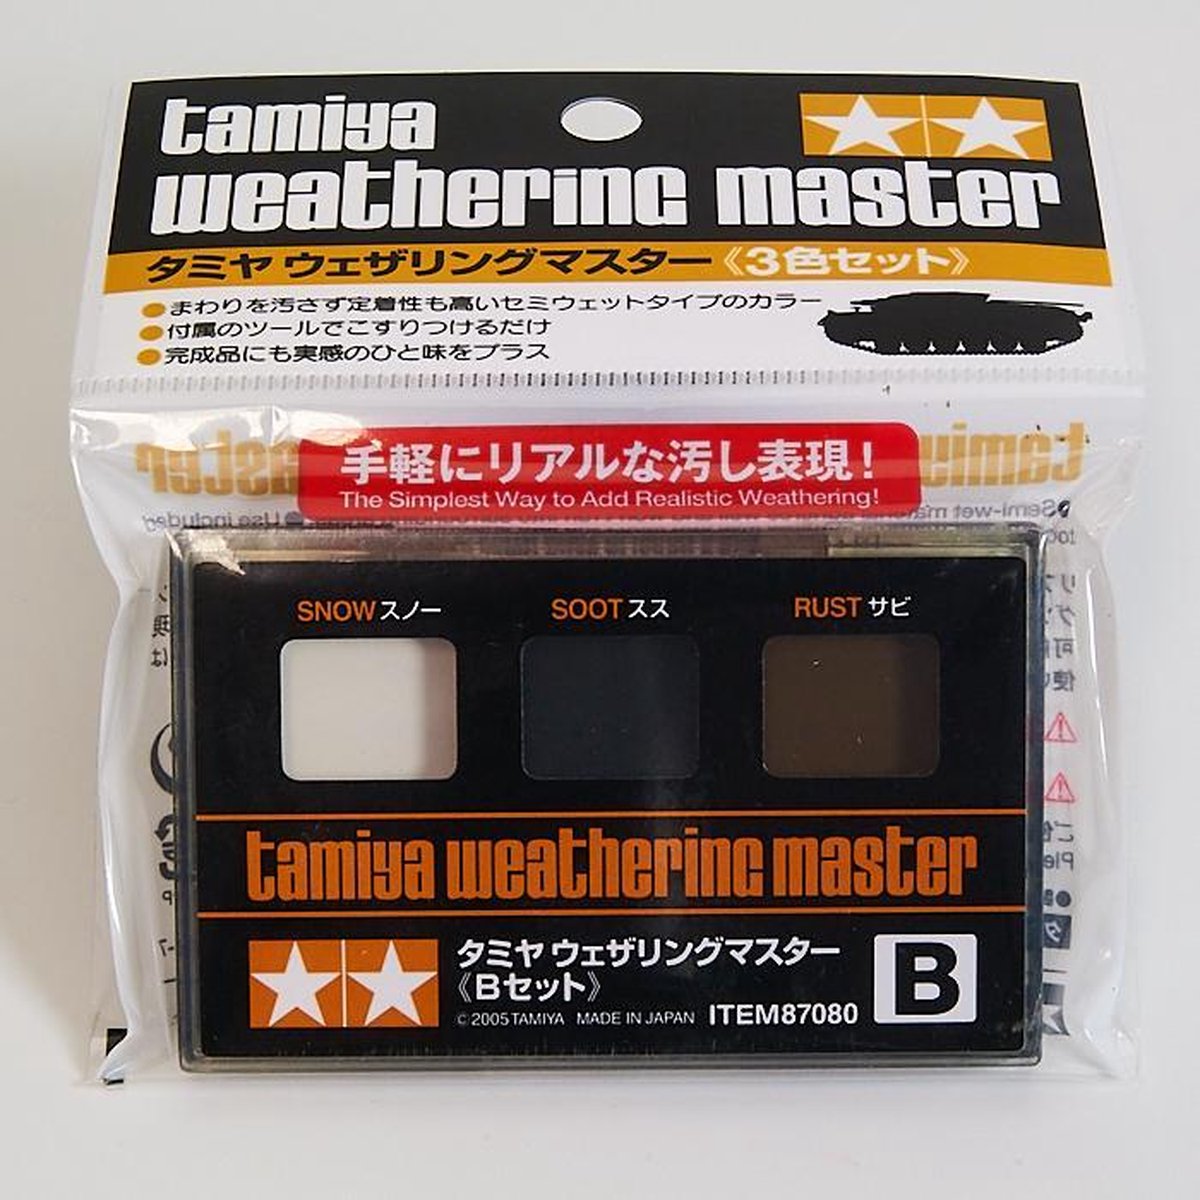 tamiya
weathering master
タミヤ ウェザリングマスター《3色セット》
●まわりを汚さず定着性も高いセミウェットタイプのカラー
●付属のツールでこすりつけるだけ
●完成品にも実感のひと味をプラス
手軽にリアルな汚し表現!
The Simplest Way to Add Realistic Weathering!
SNOW スノー SOOT スス RUST サビ
tamiya weathering master
タミヤ ウェザリングマスター
《Bセット》
©2005 TAMIYA MADE IN JAPAN ITEM87080
B